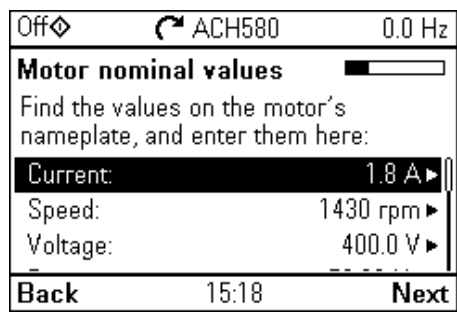 Off ACH580 0.0 Hz
Motor nominal values
Find the values on the motor's
nameplate, and enter them here:
Current: 1.8 A
Speed: 1430 rpm
Voltage: 400.0 V
Back 15:18 Next